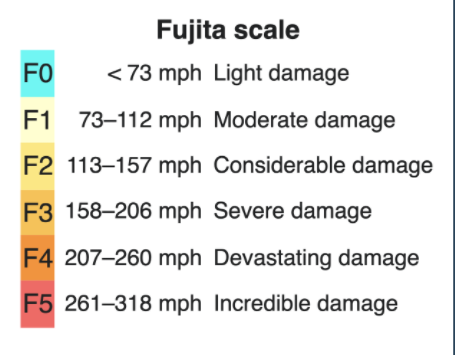 Fujita scale
F0 < 73 mph Light damage
F1 73–112 mph Moderate damage
F2 113–157 mph Considerable damage
F3 158–206 mph Severe damage
F4 207–260 mph Devastating damage
F5 261–318 mph Incredible damage